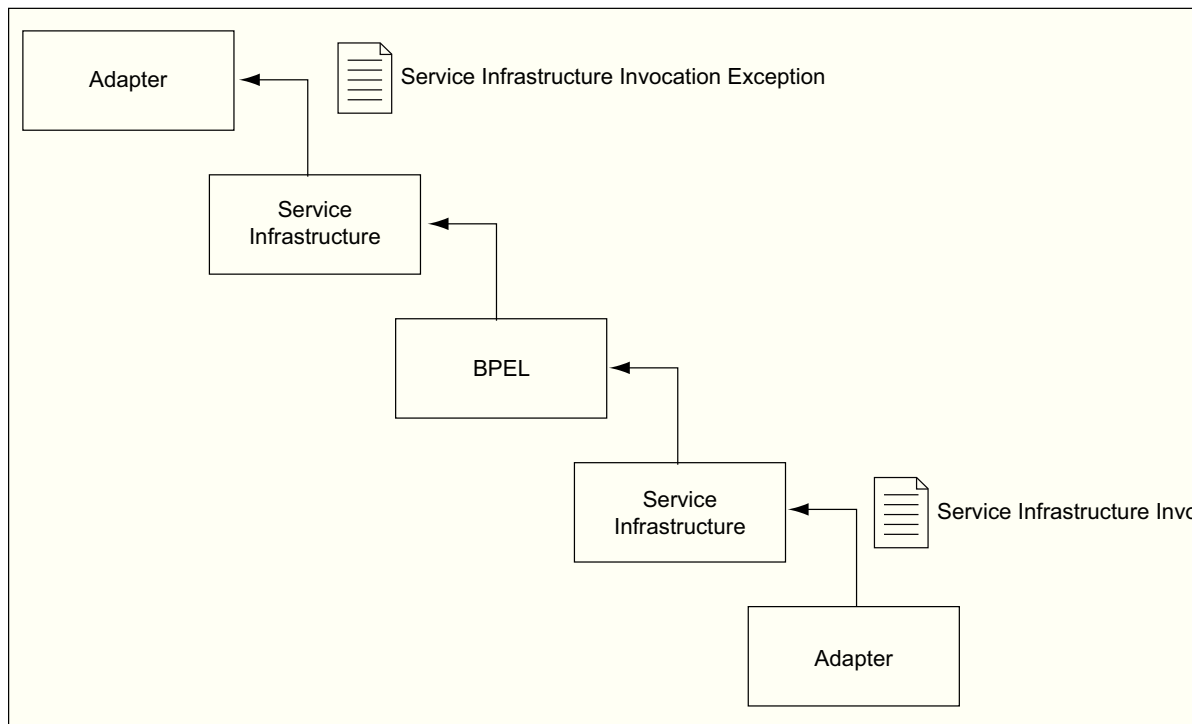 Adapter
Service Infrastructure Invocation Exception
Service
Infrastructure
BPEL
Service
Infrastructure
Service Infrastructure Invo
Adapter